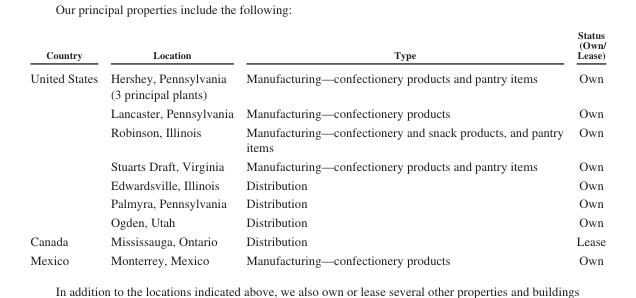 Our principal properties include the following:
Status
(Own/
Country Location Type Lease)
United States Hershey, Pennsylvania Manufacturing—confectionery products and pantry items Own
(3 principal plants)
Lancaster, Pennsylvania Manufacturing—confectionery products Own
Robinson, Illinois Manufacturing—confectionery and snack products, and pantry Own
items
Stuarts Draft, Virginia Manufacturing—confectionery products and pantry items Own
Edwardsville, Illinois Distribution Own
Palmyra, Pennsylvania Distribution Own
Ogden, Utah Distribution Own
Canada Mississauga, Ontario Distribution Lease
Mexico Monterrey, Mexico Manufacturing—confectionery products Own
In addition to the locations indicated above, we also own or lease several other properties and buildings